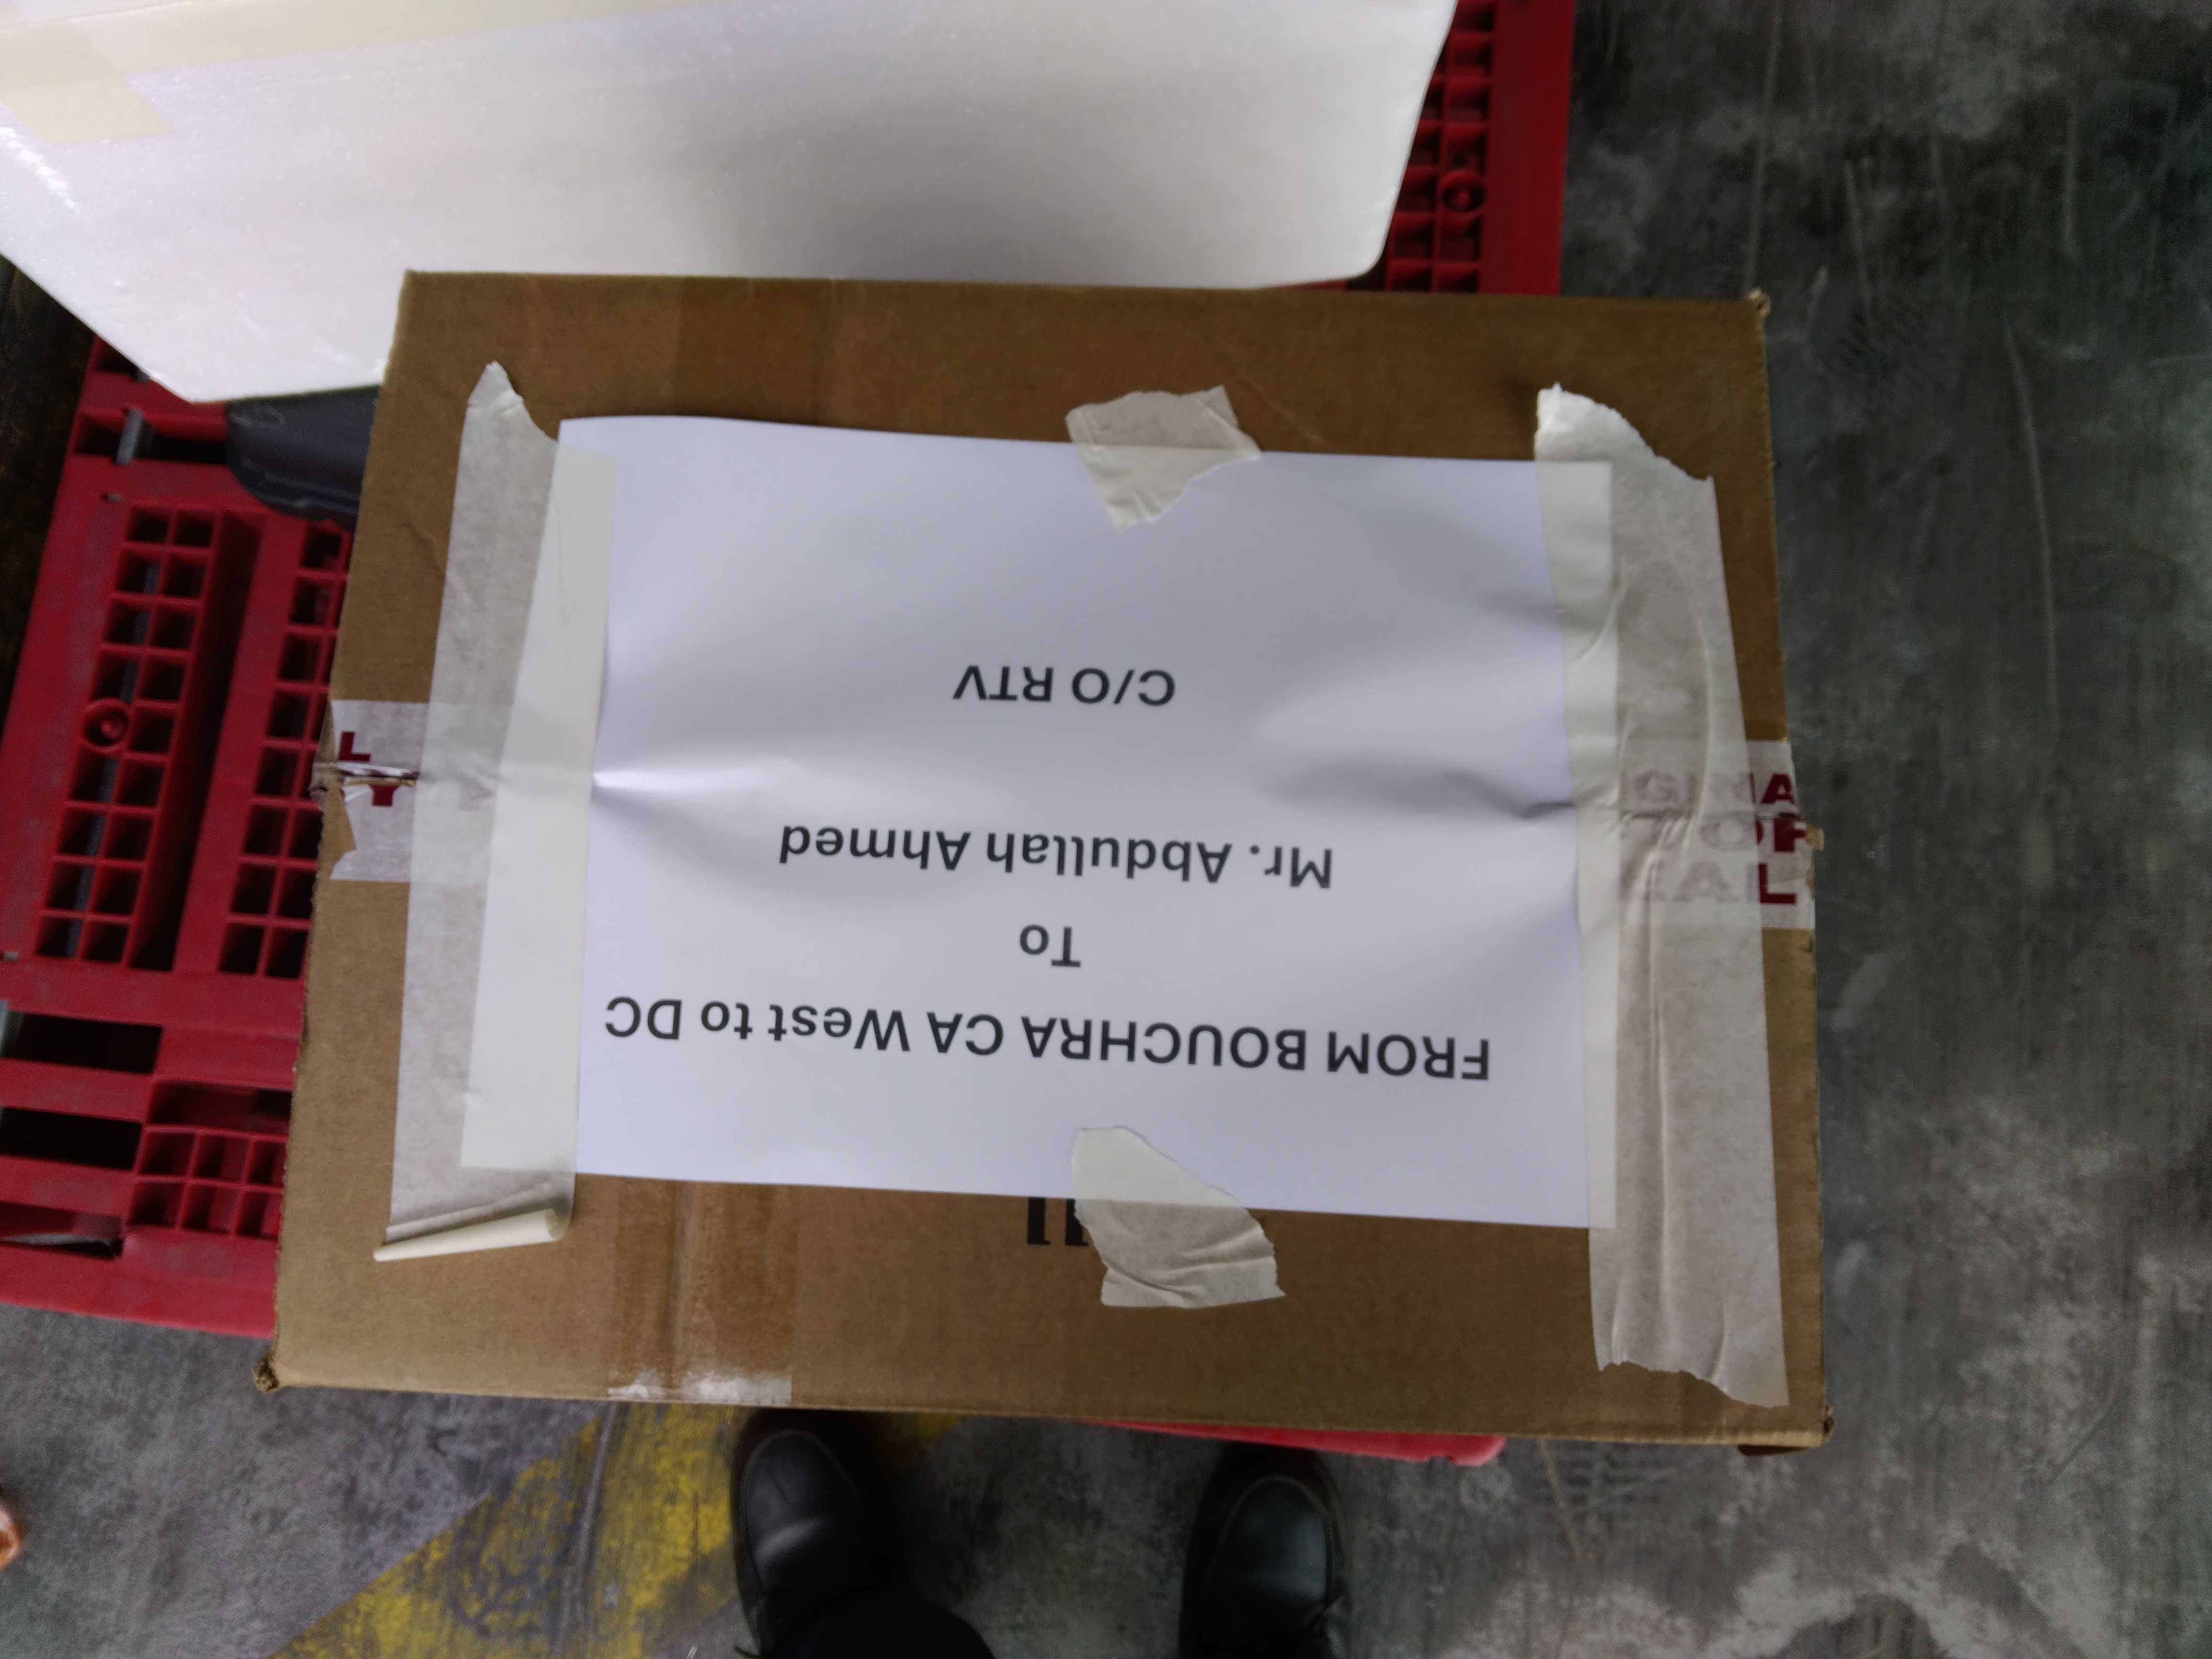 FROM BOUCHRA CA West to DC
To
Mr. Abdullah Ahmed
C/O RTV